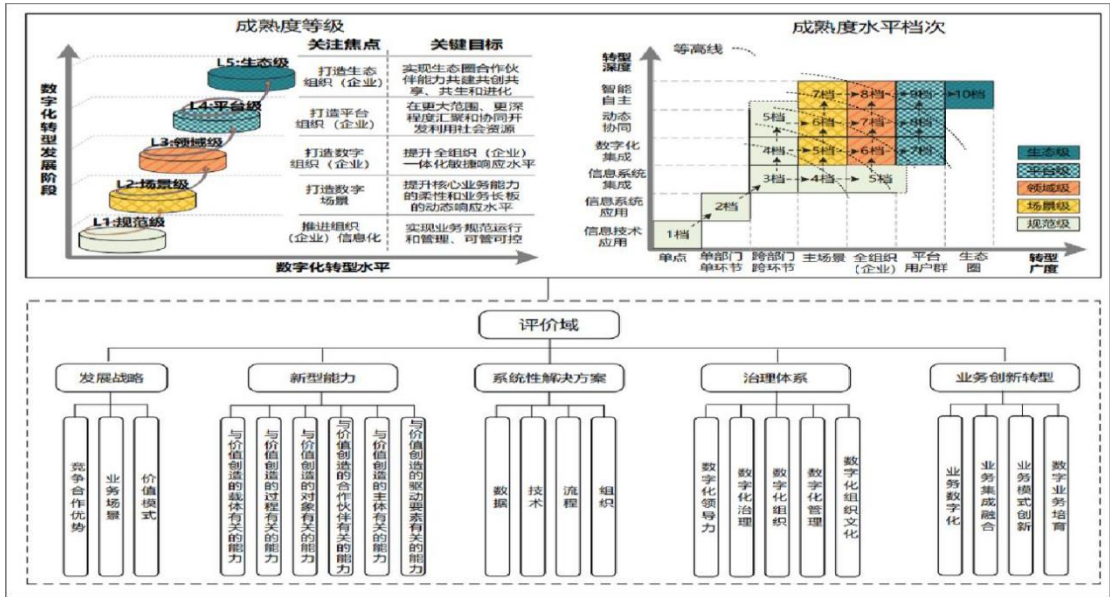 成熟度等级
关注焦点
关键目标
数字化转型发展阶段
L5:生态级
打造生态
组织（企业）
实现生态圈合作伙
伴能力共建共创共
享、共生和进化
L4:平台级
打造平台
组织（企业）
在更大范围、更深
程度汇聚和协同开
发利用社会资源
L3:领域级
打造数字
组织（企业）
提升全组织（企业）
一体化敏捷响应水平
L2:场景级
打造数字
场景
提升核心业务能力
的柔性和业务长板
的动态响应水平
L1:规范级
推进组织
（企业）信息化
实现业务规范运行
和管理、可管可控
数字化转型水平
成熟度水平档次
等高线
转型
深度
智能
自主
7档
8档
9档
10档
动态
协同
5档
6档
7档
8档
数字化
集成
4档
5档
6档
7档
信息系统
集成
3档
4档
5档
信息系统
应用
2档
信息技术
应用
1档
单点
单部门
单环节
跨部门
跨环节
主场景
全组织
（企业）
平台
用户群
生态
圈
转型
广度
生态级
平台级
领域级
场景级
规范级
评价域
发展战略
新型能力
系统性解决方案
治理体系
业务创新转型
竞争合作优势
业务场景
价值模式
与价值创造的载体有关的能力
与价值创造的过程有关的能力
与价值创造的对象有关的能力
与价值创造的合作伙伴有关的能力
与价值创造的主体有关的能力
与价值创造的驱动要素有关的能力
数据
技术
流程
组织
数字化领导力
数字化治理
数字化组织
数字化管理
数字化组织文化
业务数字化
业务集成融合
业务模式创新
数字业务培育